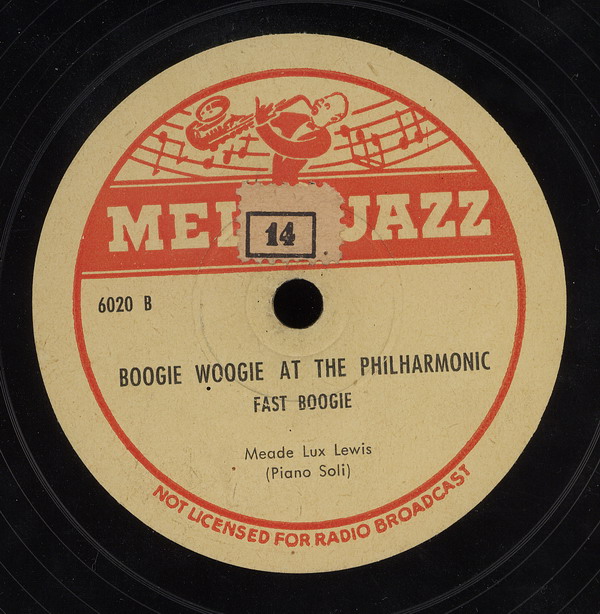 JAZZ
14
6020 B
BOOGIE WOOGIE AT THE PHILHARMONIC
FAST BOOGIE
Meade Lux Lewis
(Piano Soli)
NOT LICENSED FOR RADIO BROADCAST